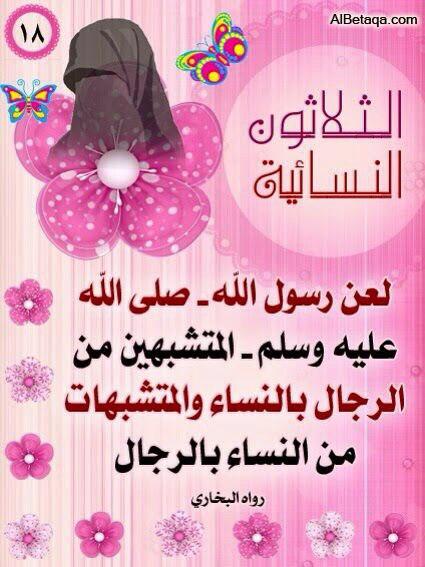 AlBetaqa.com
١٨
الثلاثون
النسائية
لعن رسول الله ـ صلى الله
عليه وسلم ـ المتشبهين من
الرجال بالنساء والمتشبهات
من النساء بالرجال
رواه البخاري